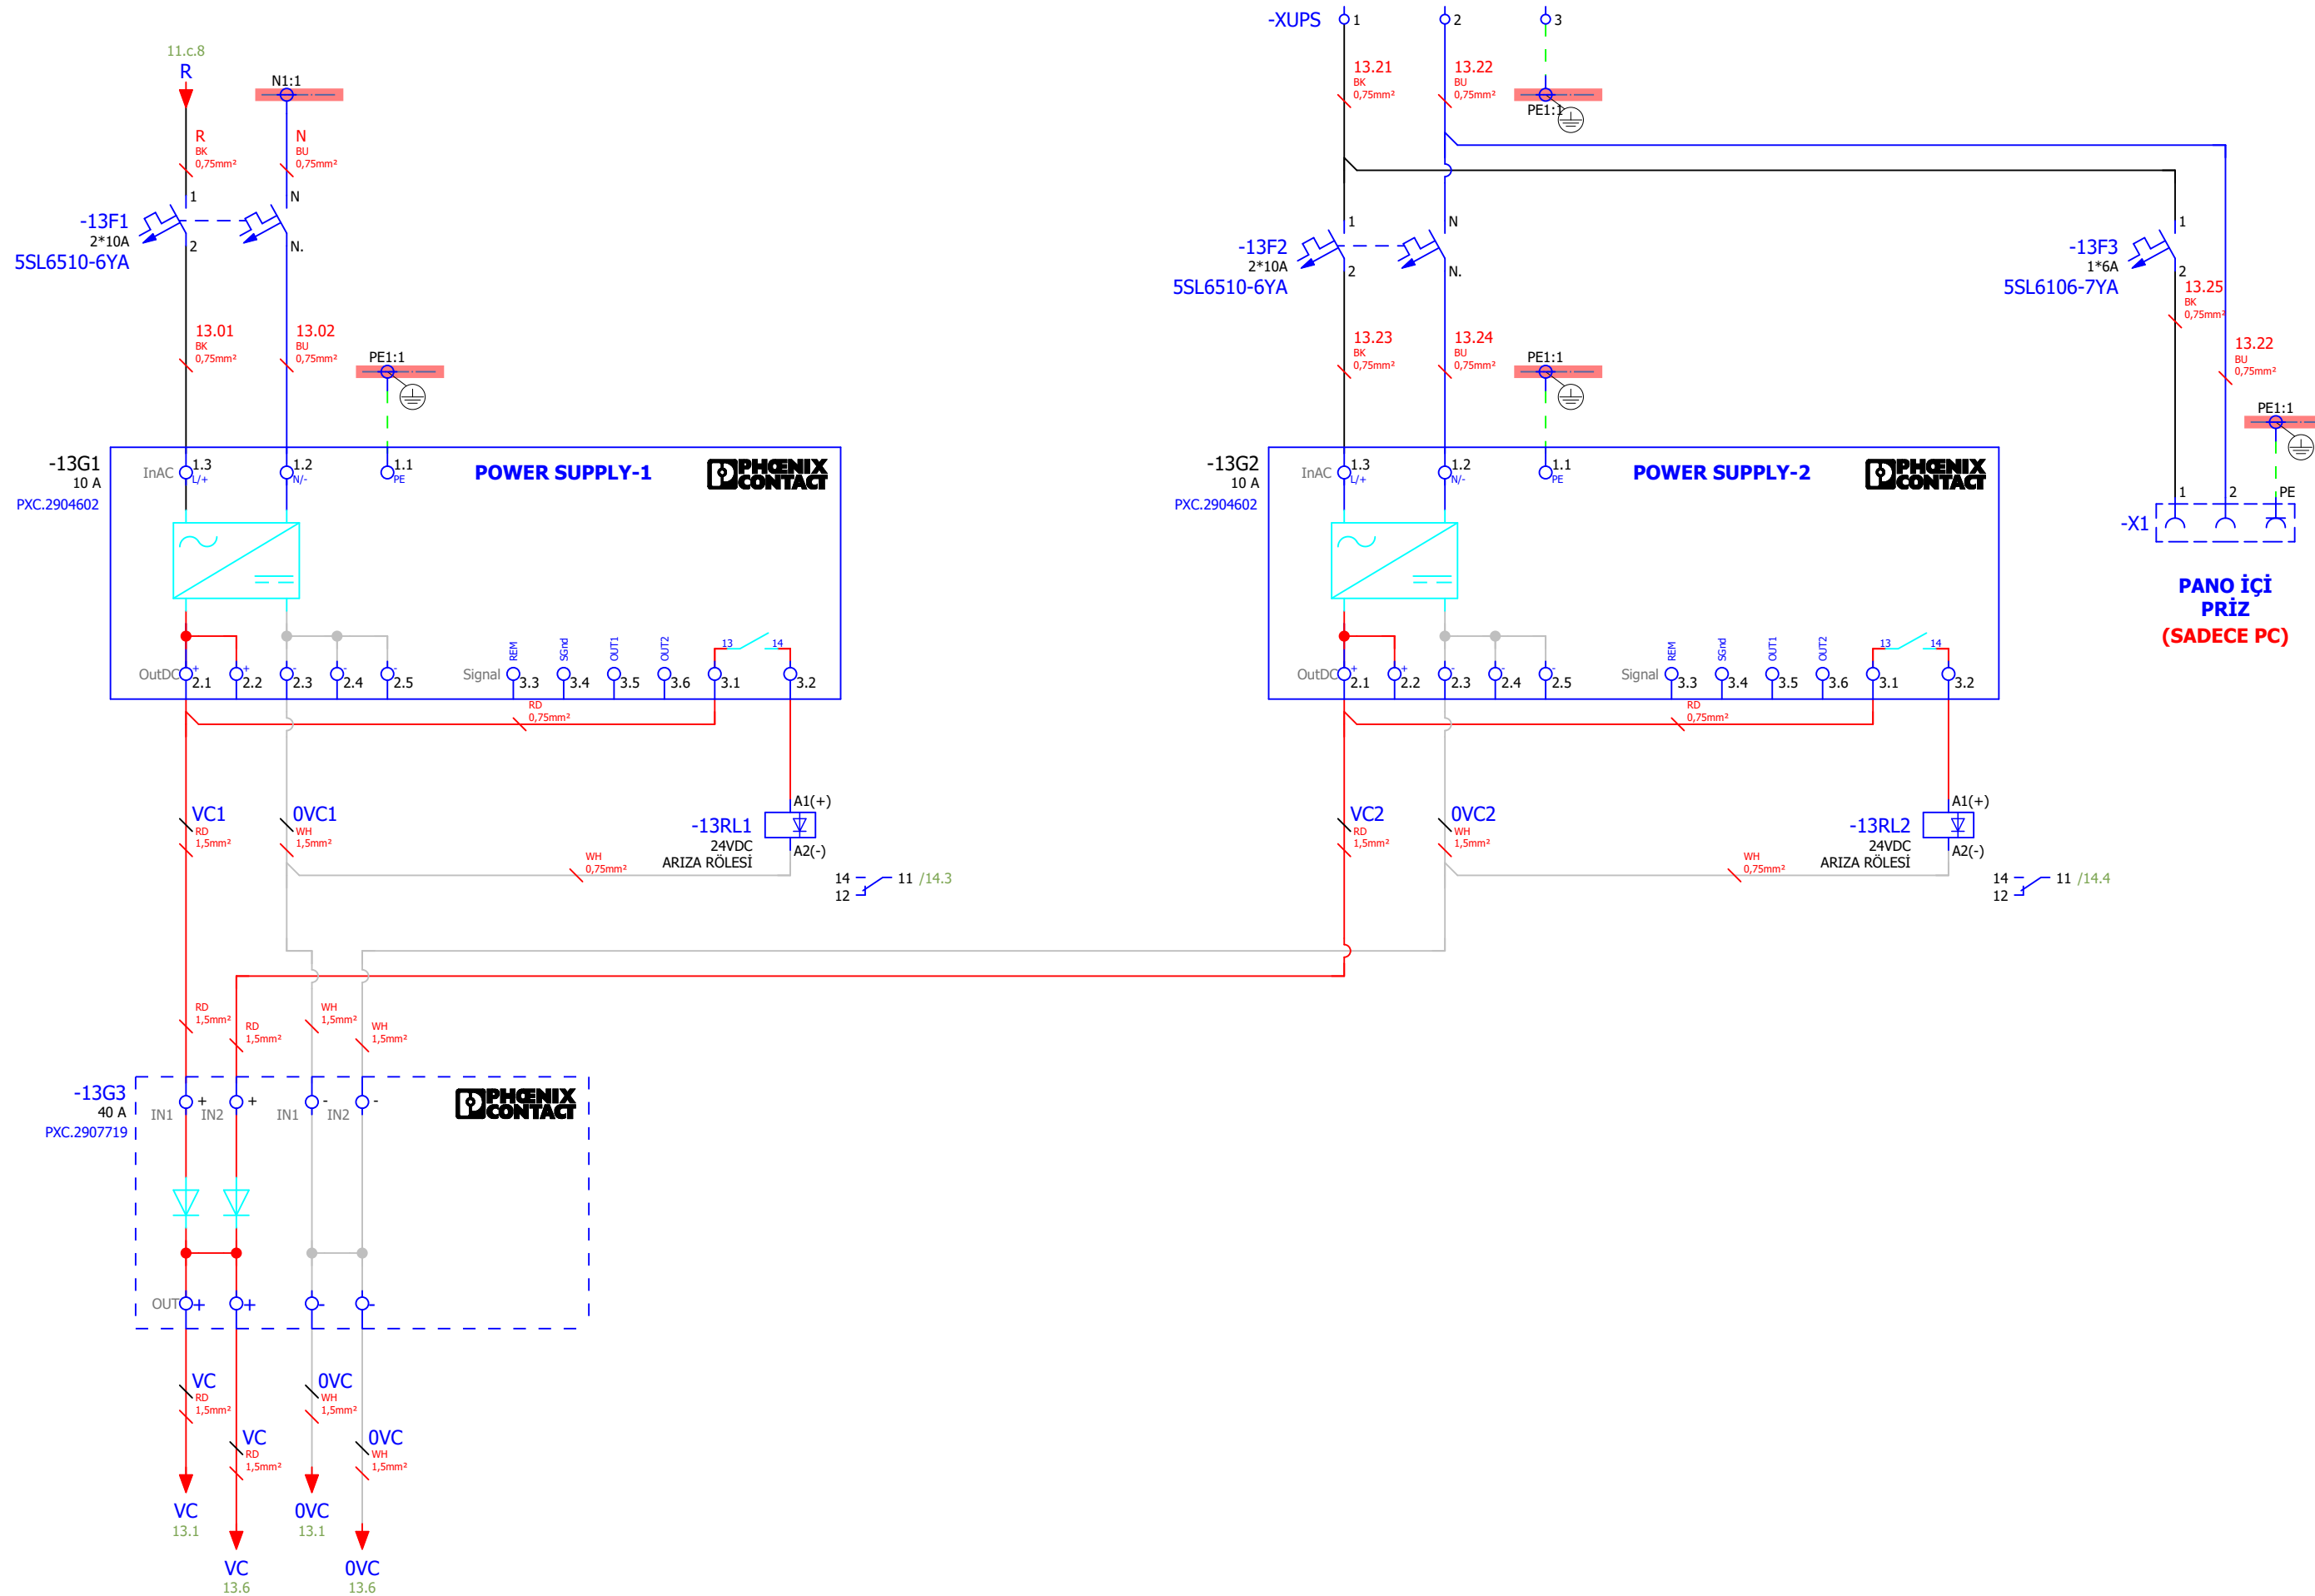 -XUPS 1 2 3
11.c.8
R
N1:1
13.21
BK
0,75mm²
13.22
BU
0,75mm²
PE1:1
R
BK
0,75mm²
N
BU
0,75mm²
-13F1
2*10A
5SL6510-6YA
1
2
N
N.
-13F2
2*10A
5SL6510-6YA
1
2
N
N.
-13F3
1*6A
5SL6106-7YA
1
2
13.25
BK
0,75mm²
13.01
BK
0,75mm²
13.02
BU
0,75mm²
PE1:1
13.23
BK
0,75mm²
13.24
BU
0,75mm²
PE1:1
13.22
BU
0,75mm²
PE1:1
-13G1
10 A
PXC.2904602
InAC
1.3
L/+
1.2
N/-
1.1
PE
POWER SUPPLY-1
PHŒNIX
CONTACT
-13G2
10 A
PXC.2904602
InAC
1.3
L/+
1.2
N/-
1.1
PE
POWER SUPPLY-2
PHŒNIX
CONTACT
1 2 PE
-X1
PANO İÇİ
PRİZ
(SADECE PC)
REM SGnd OUT1 OUT2 13 14
OutDC + + - - - Signal
2.1 2.2 2.3 2.4 2.5 3.3 3.4 3.5 3.6 3.1 3.2
REM SGnd OUT1 OUT2 13 14
OutDC + + - - - Signal
2.1 2.2 2.3 2.4 2.5 3.3 3.4 3.5 3.6 3.1 3.2
RD
0,75mm²
RD
0,75mm²
VC1
RD
1,5mm²
0VC1
WH
1,5mm²
-13RL1
24VDC
ARIZA RÖLESİ
A1(+)
A2(-)
WH
0,75mm²
14
12
11 /14.3
VC2
RD
1,5mm²
0VC2
WH
1,5mm²
-13RL2
24VDC
ARIZA RÖLESİ
A1(+)
A2(-)
WH
0,75mm²
14
12
11 /14.4
RD
1,5mm²
RD
1,5mm²
WH
1,5mm²
WH
1,5mm²
-13G3
40 A
PXC.2907719
+ + - -
IN1 IN2 IN1 IN2
PHŒNIX
CONTACT
OUT + + - -
VC
RD
1,5mm²
0VC
WH
1,5mm²
VC
RD
1,5mm²
0VC
WH
1,5mm²
VC
13.1
0VC
13.1
VC
13.6
0VC
13.6